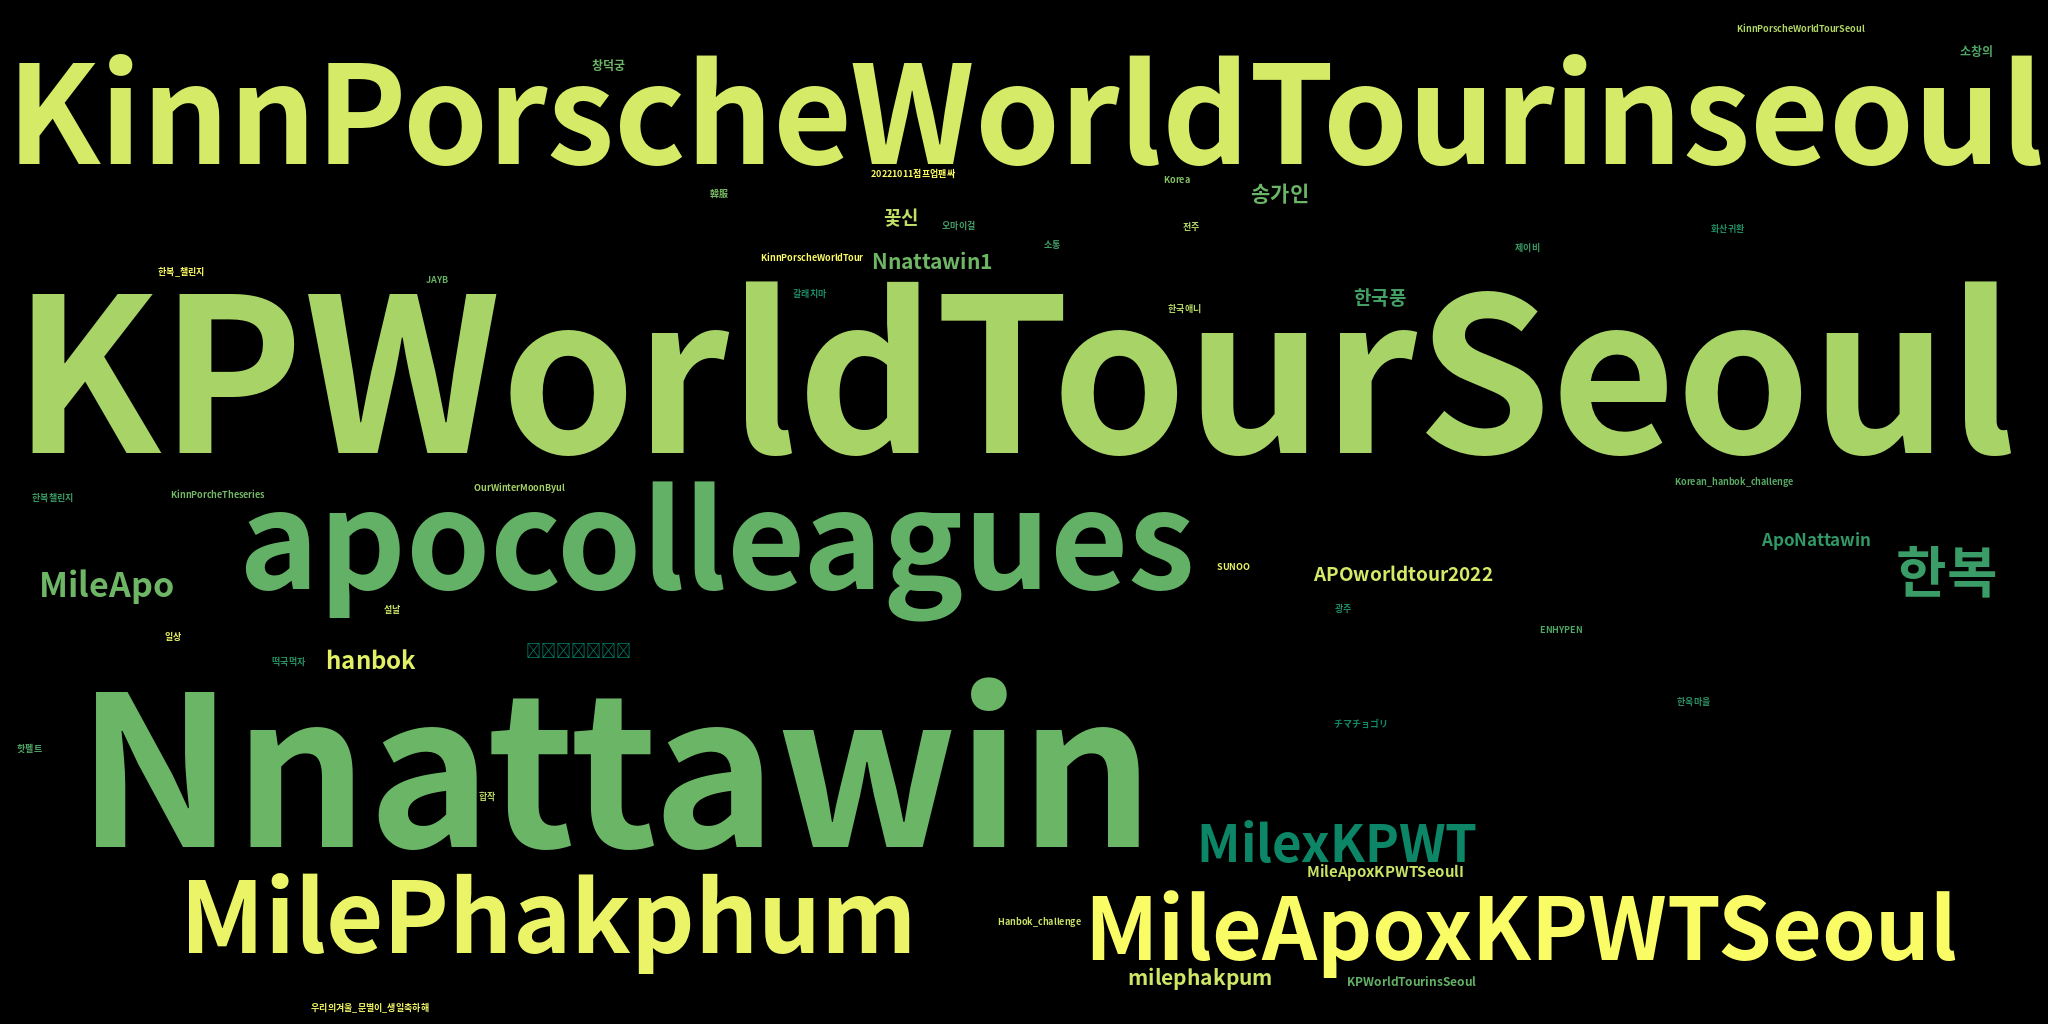 KinnPorscheWorldTourSeoul
소창의
창덕궁
KinnPorscheWorldTourinseoul
20221011점프업팬싸
Korea
韓服
송가인
꽃신
오마이걸
전주
화산귀환
소통
제이비
KinnPorscheWorldTour
Nnattawin1
한복_챌린지
JAYB
갈래치마
한국풍
한국애니
KPWorldTourSeoul
Korean_hanbok_challenge
OurWinterMoonByul
한복챌린지
KinnPorcheTheseries
apocolleagues
ApoNattawin
한복
SUNOO
APOworldtour2022
MileApo
설날
광주
ENHYPEN
일상
떡국먹자
hanbok
한옥마을
チマチョゴリ
핫펠트
Nnattawin
합작
MilexKPWT
MileApoxKPWTSeoulI
MilePhakphum
Hanbok_challenge
MileApoxKPWTSeoul
milephakpum
KPWorldTourinsSeoul
우리의겨울_문별이_생일축하해